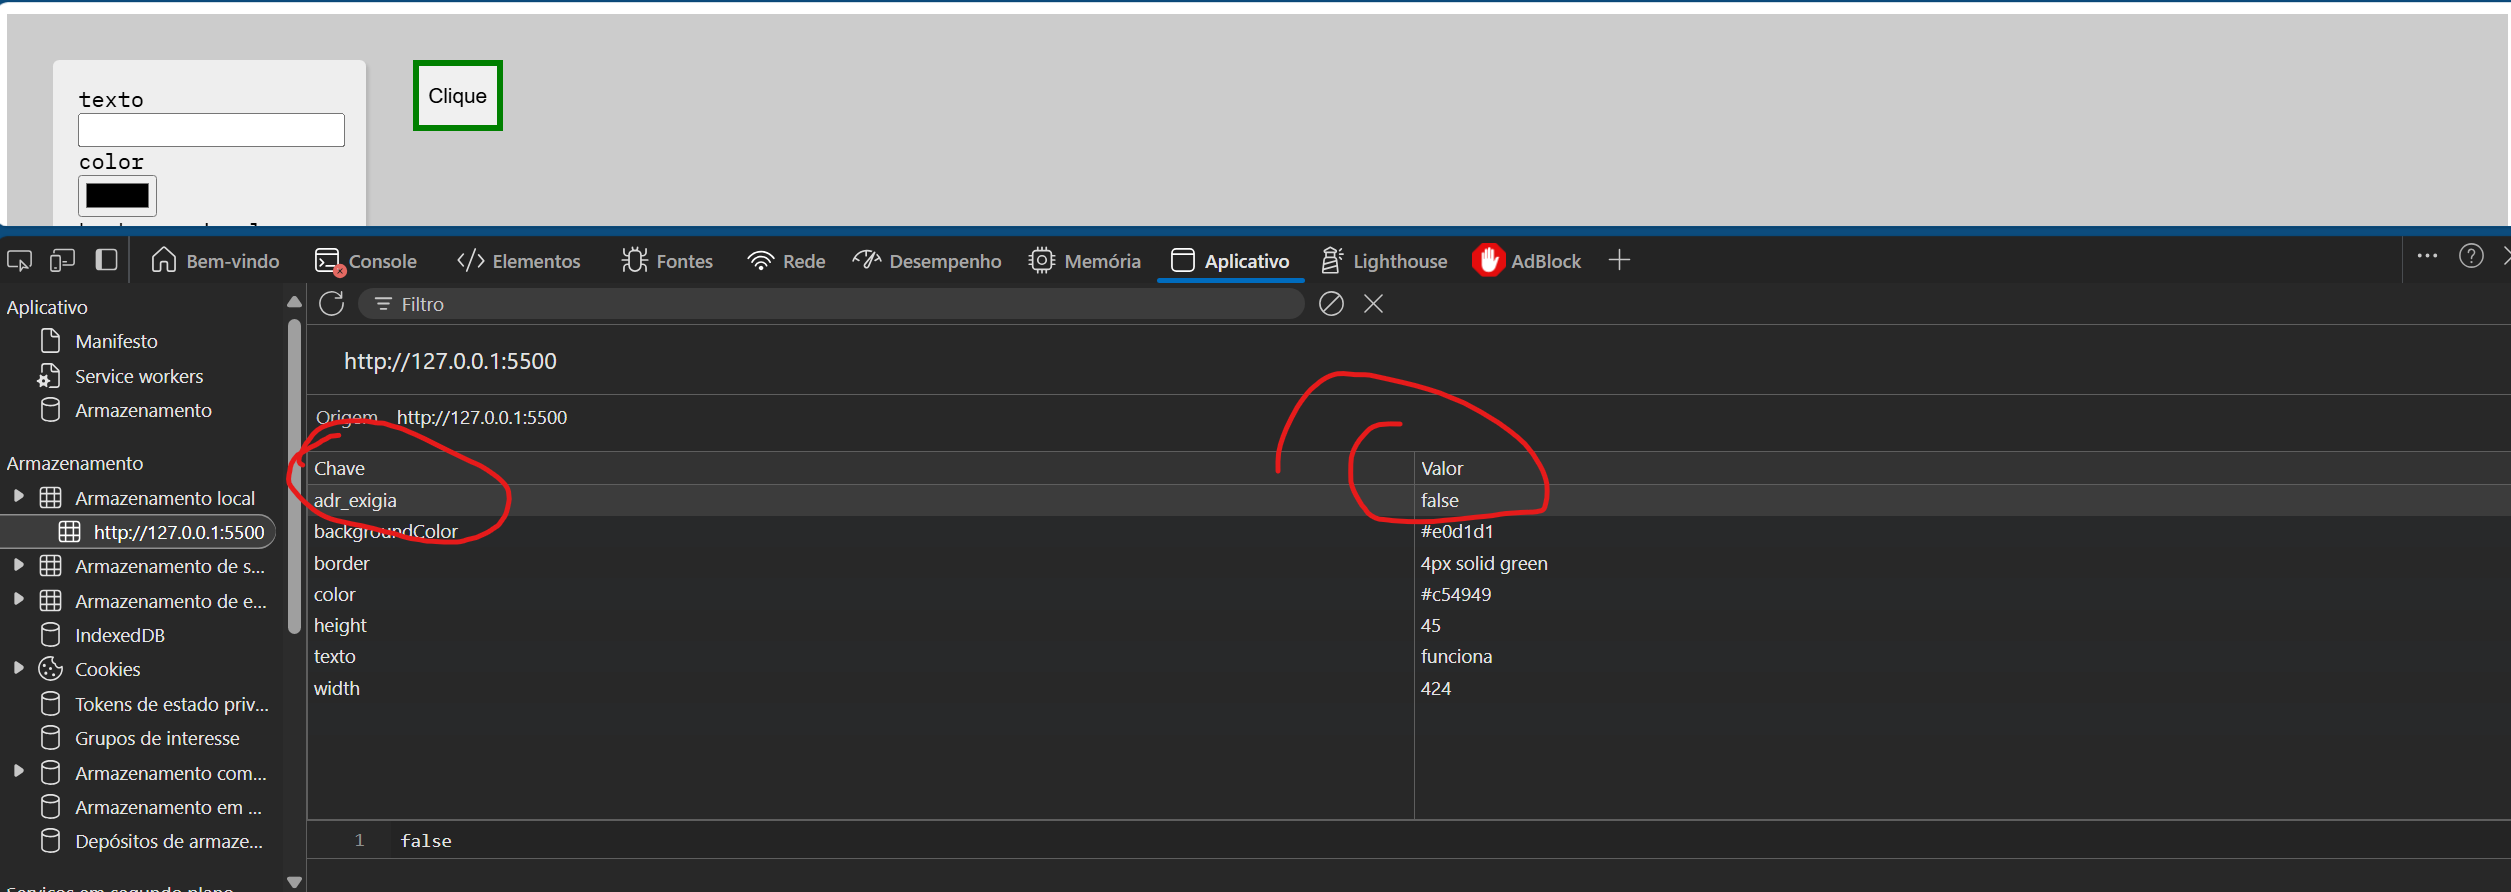 texto
Clique
color
Bem-vindo Console Elementos Fontes Rede Desempenho Memória Aplicativo Lighthouse AdBlock
Aplicativo
Manifesto
Service workers
Armazenamento
Armazenamento
Armazenamento local
http://127.0.0.1:5500
Armazenamento de s...
Armazenamento de e...
IndexedDB
Cookies
Tokens de estado priv...
Grupos de interesse
Armazenamento com...
Armazenamento em ...
Depósitos de armaze...
Filtro
http://127.0.0.1:5500
Origem http://127.0.0.1:5500
Chave Valor
adr_exigia false
backgroundColor #e0d1d1
border 4px solid green
color #c54949
height 45
texto funciona
width 424
1 false